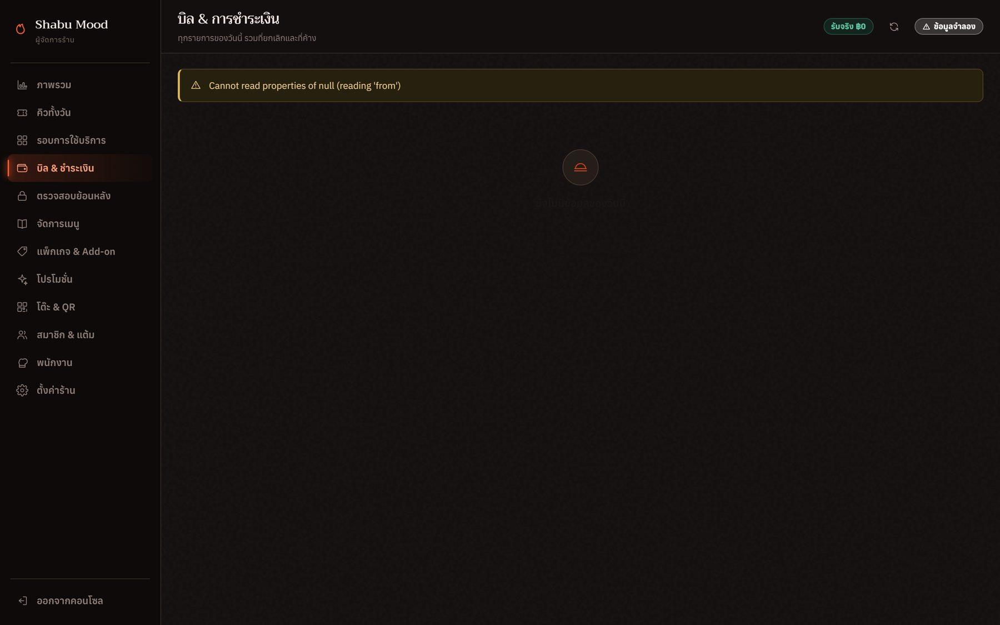 Shabu Mood
ผู้จัดการร้าน
ภาพรวม
คิวทั้งวัน
รอบการใช้บริการ
บิล & ชำระเงิน
ตรวจสอบย้อนหลัง
จัดการเมนู
แพ็กเกจ & Add-on
โปรโมชั่น
โต๊ะ & QR
สมาชิก & แต้ม
พนักงาน
ตั้งค่าร้าน
ออกจากคอนโซล
บิล & การชำระเงิน
ทุกรายการของวันนี้ รวมที่ยกเลิกและที่ค้าง
รับจริง ฿0
ข้อมูลจำลอง
Cannot read properties of null (reading 'from')
ยังไม่มีข้อมูลของวันนี้